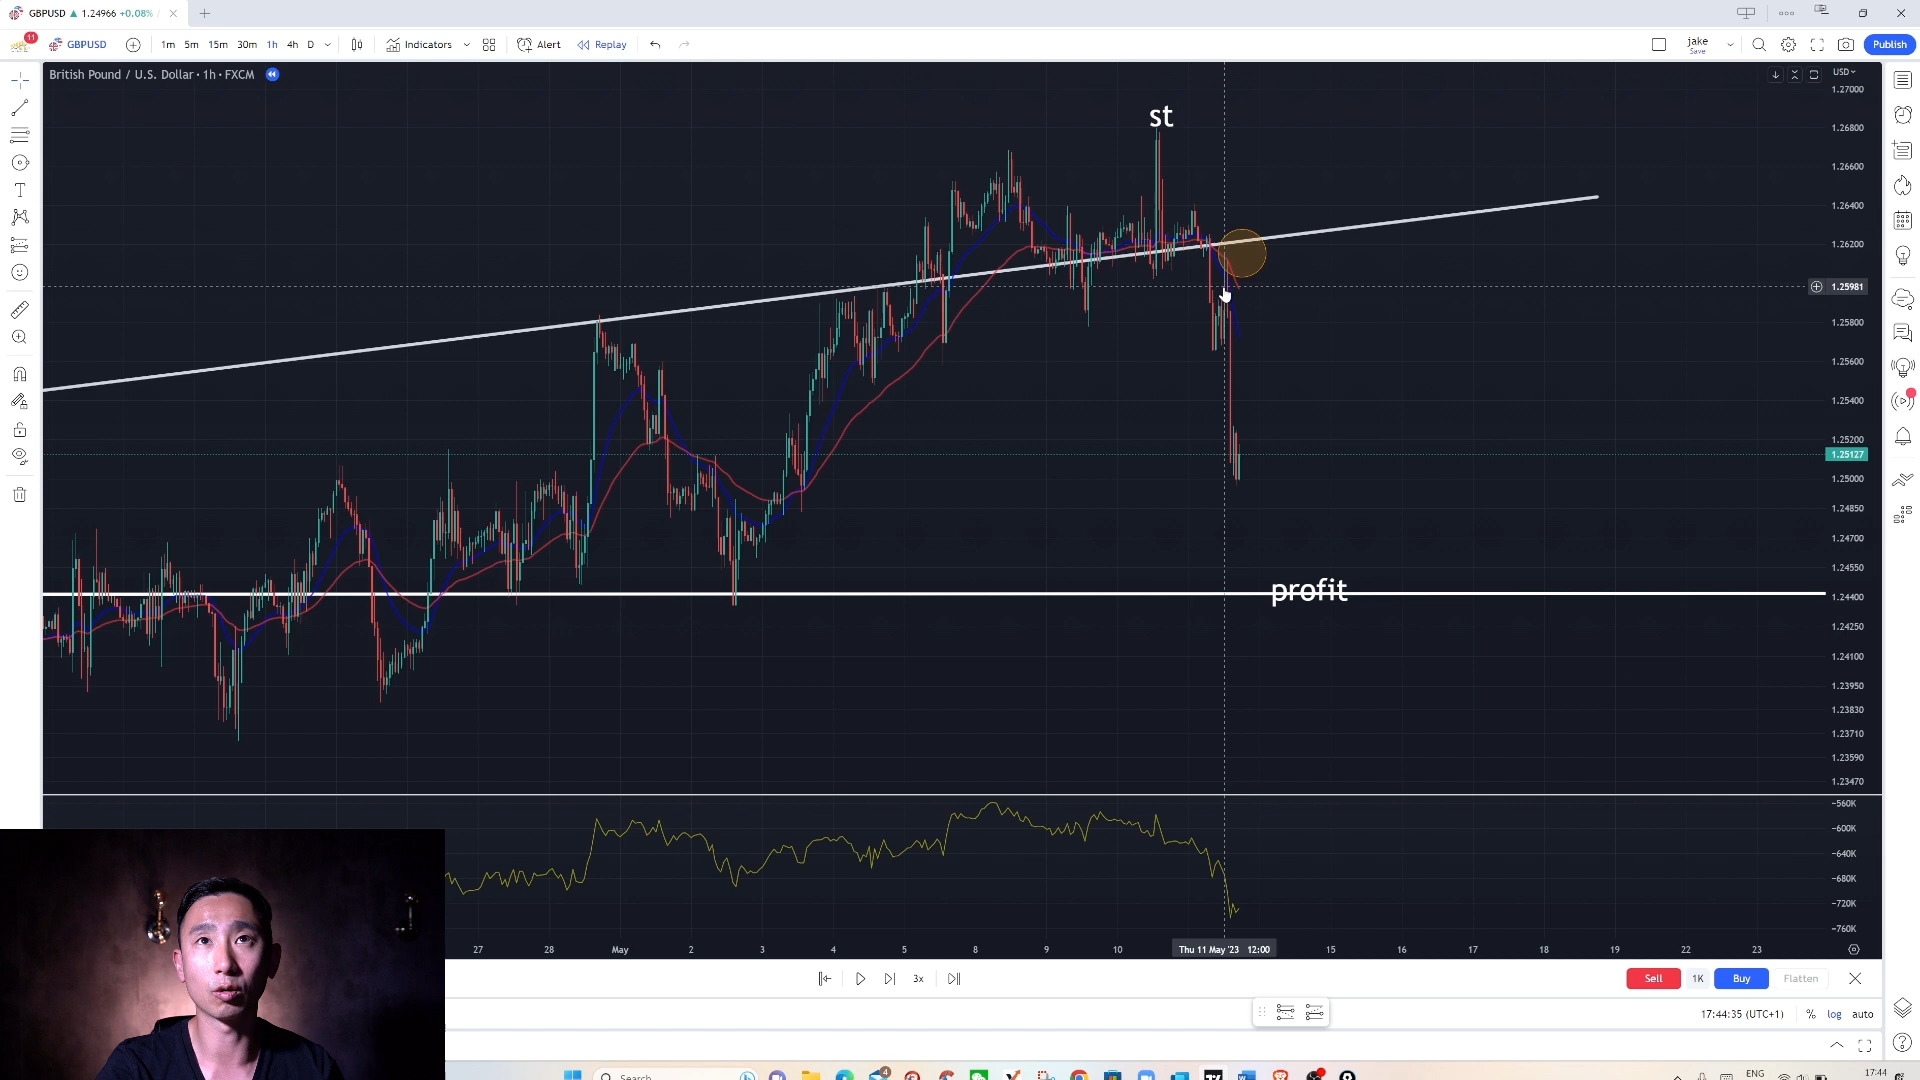 GBPUSD ▲ 1.24966 +0.08% /
11
GBPUSD
1m 5m 15m 30m 1h 4h D
Indicators
Alert
Replay
jake
Save
Publish
British Pound / U.S. Dollar · 1h · FXCM
USD
st
profit
1.27000
1.26800
1.26600
1.26400
1.26200
1.25981
1.25800
1.25600
1.25400
1.25200
1.25127
1.25000
1.24850
1.24700
1.24550
1.24400
1.24250
1.24100
1.23950
1.23830
1.23710
1.23590
1.23470
−560K
−600K
−640K
−680K
−720K
−760K
27 28 May 2 3 4 5 8 9 10 Thu 11 May '23 12:00 15 16 17 18 19 22 23
3x
Sell 1K Buy Flatten
17:44:35 (UTC+1) % log auto
Search
4
ENG
17:44